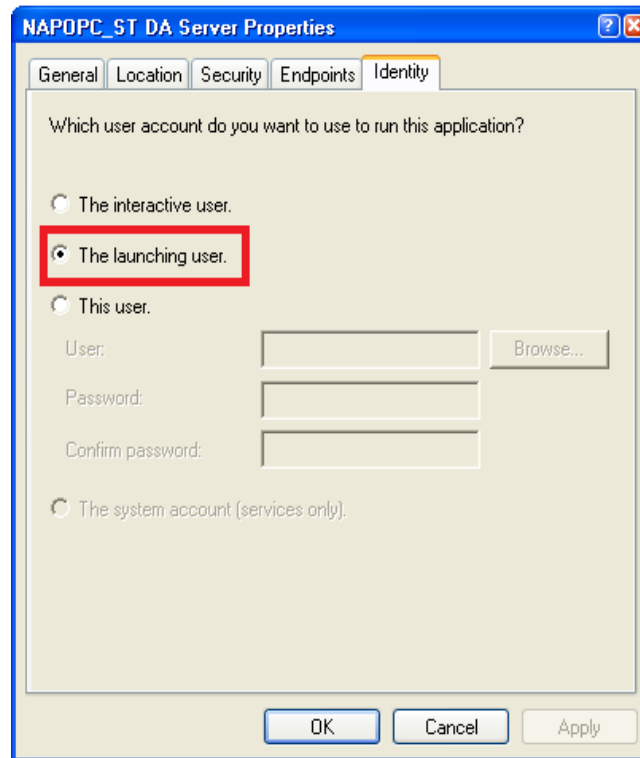 NAPOPC_ST DA Server Properties
General Location Security Endpoints Identity
Which user account do you want to use to run this application?
The interactive user.
The launching user.
This user.
User:
Browse...
Password:
Confirm password:
The system account (services only).
OK Cancel Apply